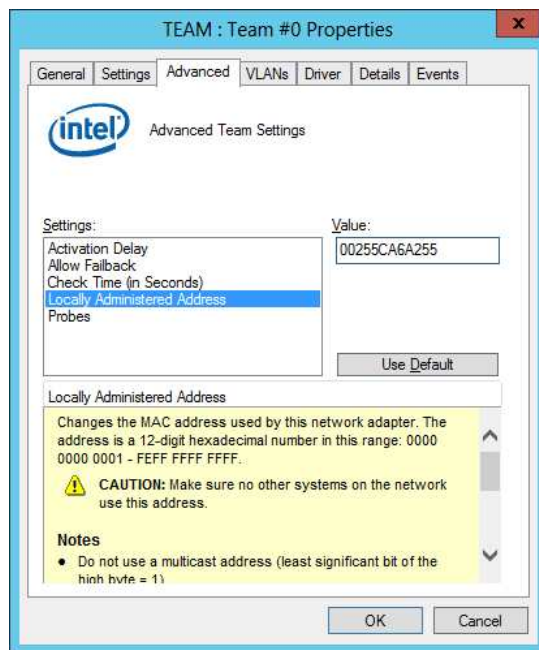 TEAM : Team #0 Properties
x
General Settings Advanced VLANs Driver Details Events
intel
Advanced Team Settings
Settings:
Value:
Activation Delay
Allow Failback
Check Time (in Seconds)
Locally Administered Address
Probes
00255CA6A255
Use Default
Locally Administered Address
Changes the MAC address used by this network adapter. The
address is a 12-digit hexadecimal number in this range: 0000
0000 0001 - FEFF FFFF FFFF.
CAUTION: Make sure no other systems on the network
use this address.
Notes
• Do not use a multicast address (least significant bit of the
high byte = 1)
OK Cancel